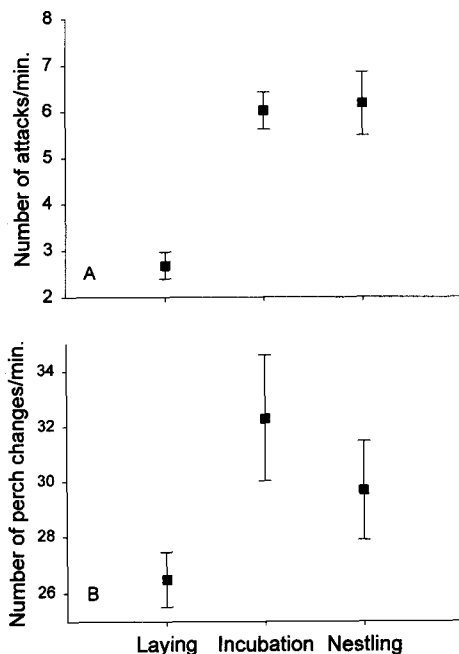 Number of attacks/min.
8
7
6
5
4
3
2
A
Number of perch changes/min.
34
32
30
28
26
B
Laying Incubation Nestling